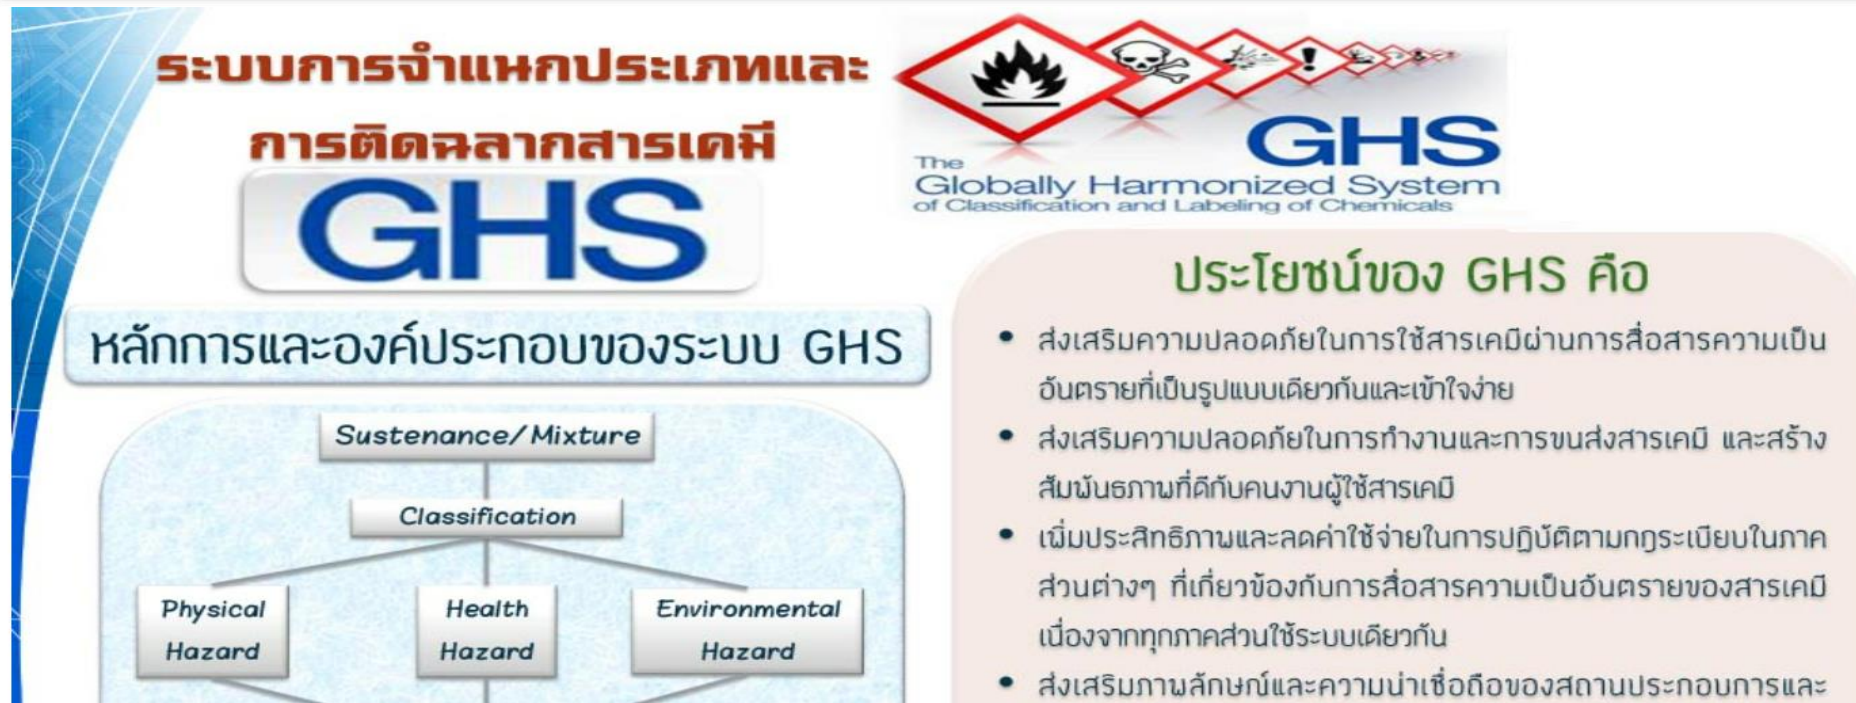 ระบบการจำแนกประเภทและ
การติดฉลากสารเคมี
GHS
The
GHS
Globally Harmonized System
of Classification and Labeling of Chemicals
หลักการและองค์ประกอบของระบบ GHS
Sustenance/Mixture
Classification
Physical
Hazard
Health
Hazard
Environmental
Hazard
ประโยชน์ของ GHS คือ
• ส่งเสริมความปลอดภัยในการใช้สารเคมีผ่านการสื่อสารความเป็น
อันตรายที่เป็นรูปแบบเดียวกันและเข้าใจง่าย
• ส่งเสริมความปลอดภัยในการทำงานและการขนส่งสารเคมี และสร้าง
สัมพันธภาพที่ดีกับคนงานผู้ใช้สารเคมี
• เพิ่มประสิทธิภาพและลดค่าใช้จ่ายในการปฏิบัติตามกฎระเบียบในภาค
ส่วนต่างๆ ที่เกี่ยวข้องกับการสื่อสารความเป็นอันตรายของสารเคมี
เนื่องจากทุกภาคส่วนใช้ระบบเดียวกัน
• ส่งเสริมภาพลักษณ์และความน่าเชื่อถือของสถานประกอบการและ